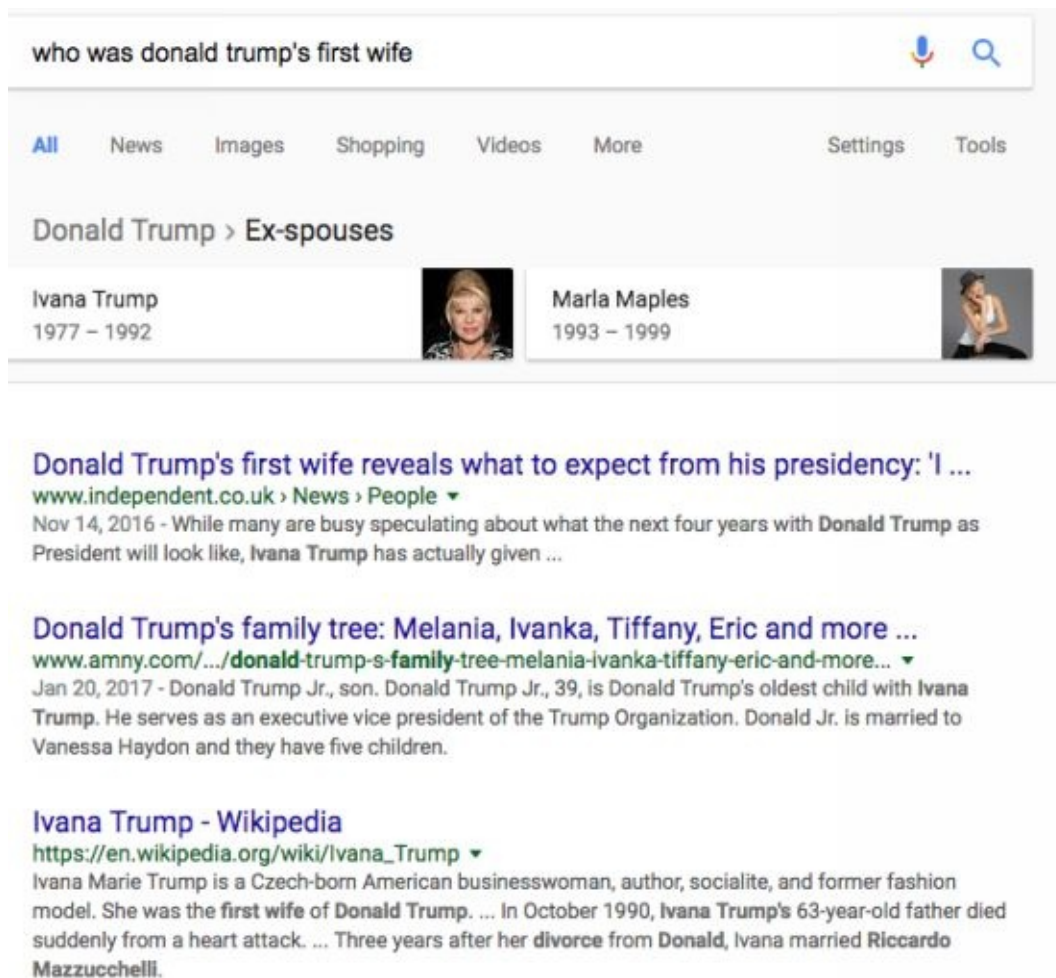 who was donald trump's first wife
All News Images Shopping Videos More Settings Tools
Donald Trump › Ex-spouses
Ivana Trump
1977 – 1992
Marla Maples
1993 – 1999
Donald Trump's first wife reveals what to expect from his presidency: 'I ...
www.independent.co.uk › News › People
Nov 14, 2016 - While many are busy speculating about what the next four years with Donald Trump as
President will look like, Ivana Trump has actually given ...
Donald Trump's family tree: Melania, Ivanka, Tiffany, Eric and more ...
www.amny.com/.../donald-trump-s-family-tree-melania-ivanka-tiffany-eric-and-more...
Jan 20, 2017 - Donald Trump Jr., son. Donald Trump Jr., 39, is Donald Trump's oldest child with Ivana
Trump. He serves as an executive vice president of the Trump Organization. Donald Jr. is married to
Vanessa Haydon and they have five children.
Ivana Trump - Wikipedia
https://en.wikipedia.org/wiki/Ivana_Trump
Ivana Marie Trump is a Czech-born American businesswoman, author, socialite, and former fashion
model. She was the first wife of Donald Trump. ... In October 1990, Ivana Trump's 63-year-old father died
suddenly from a heart attack. ... Three years after her divorce from Donald, Ivana married Riccardo
Mazzucchelli.